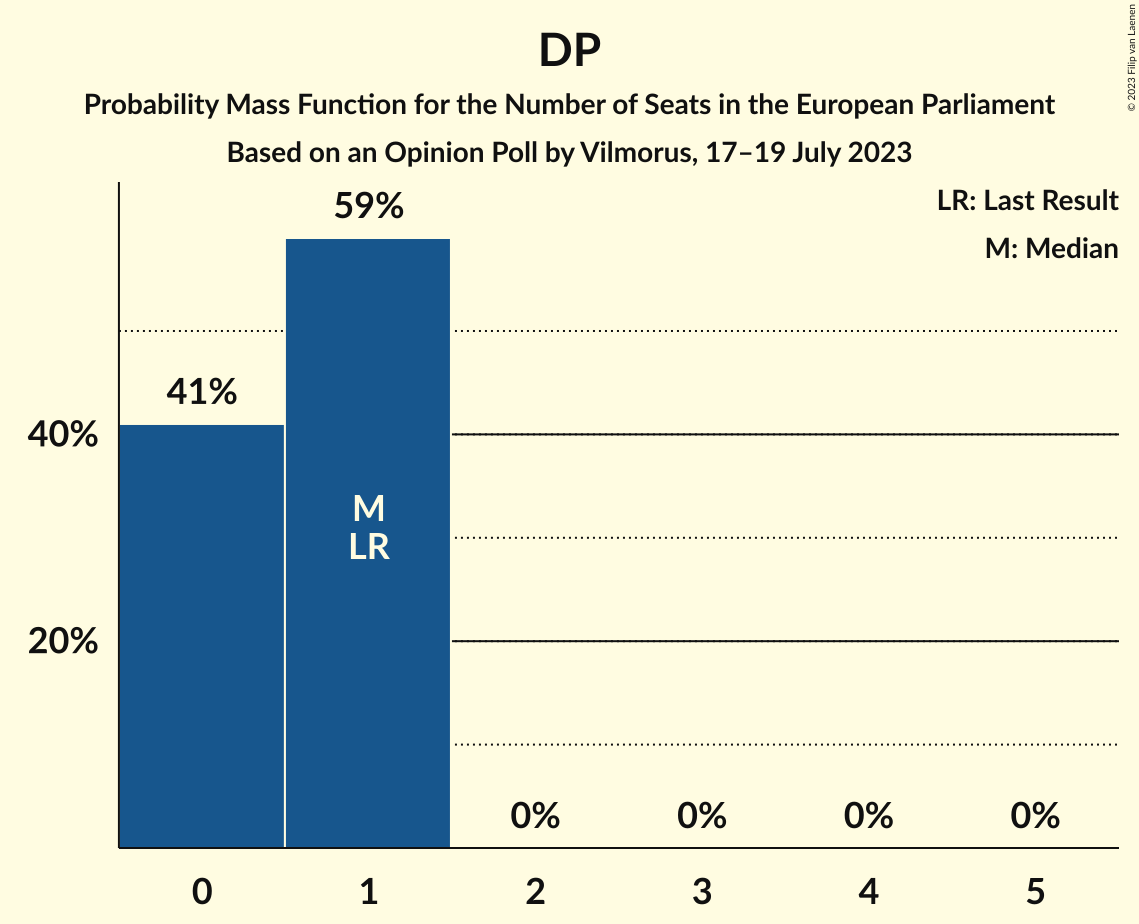 DP
Probability Mass Function for the Number of Seats in the European Parliament
Based on an Opinion Poll by Vilmorus, 17–19 July 2023
© 2023 Filip van Laenen
LR: Last Result
M: Median
59%
41%
40%
20%
M
LR
0%
0%
0%
0%
0
1
2
3
4
5